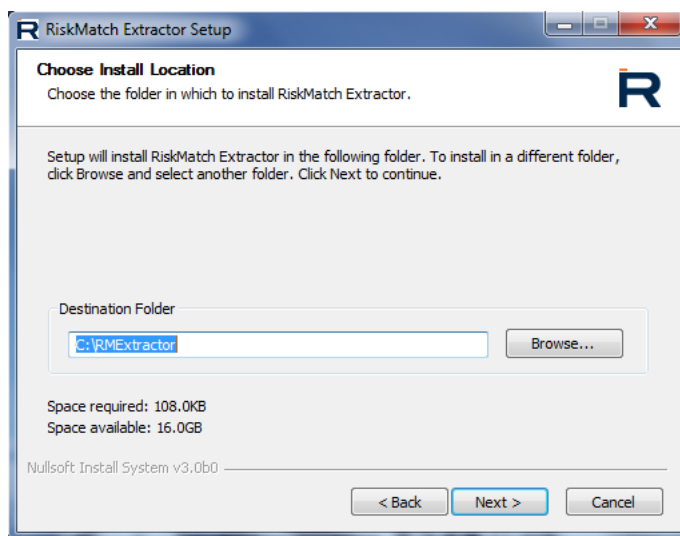 RiskMatch Extractor Setup
Choose Install Location
Choose the folder in which to install RiskMatch Extractor.
R
Setup will install RiskMatch Extractor in the following folder. To install in a different folder,
click Browse and select another folder. Click Next to continue.
Destination Folder
C:\RMExtractor
Browse...
Space required: 108.0KB
Space available: 16.0GB
Nullsoft Install System v3.0b0
< Back
Next >
Cancel